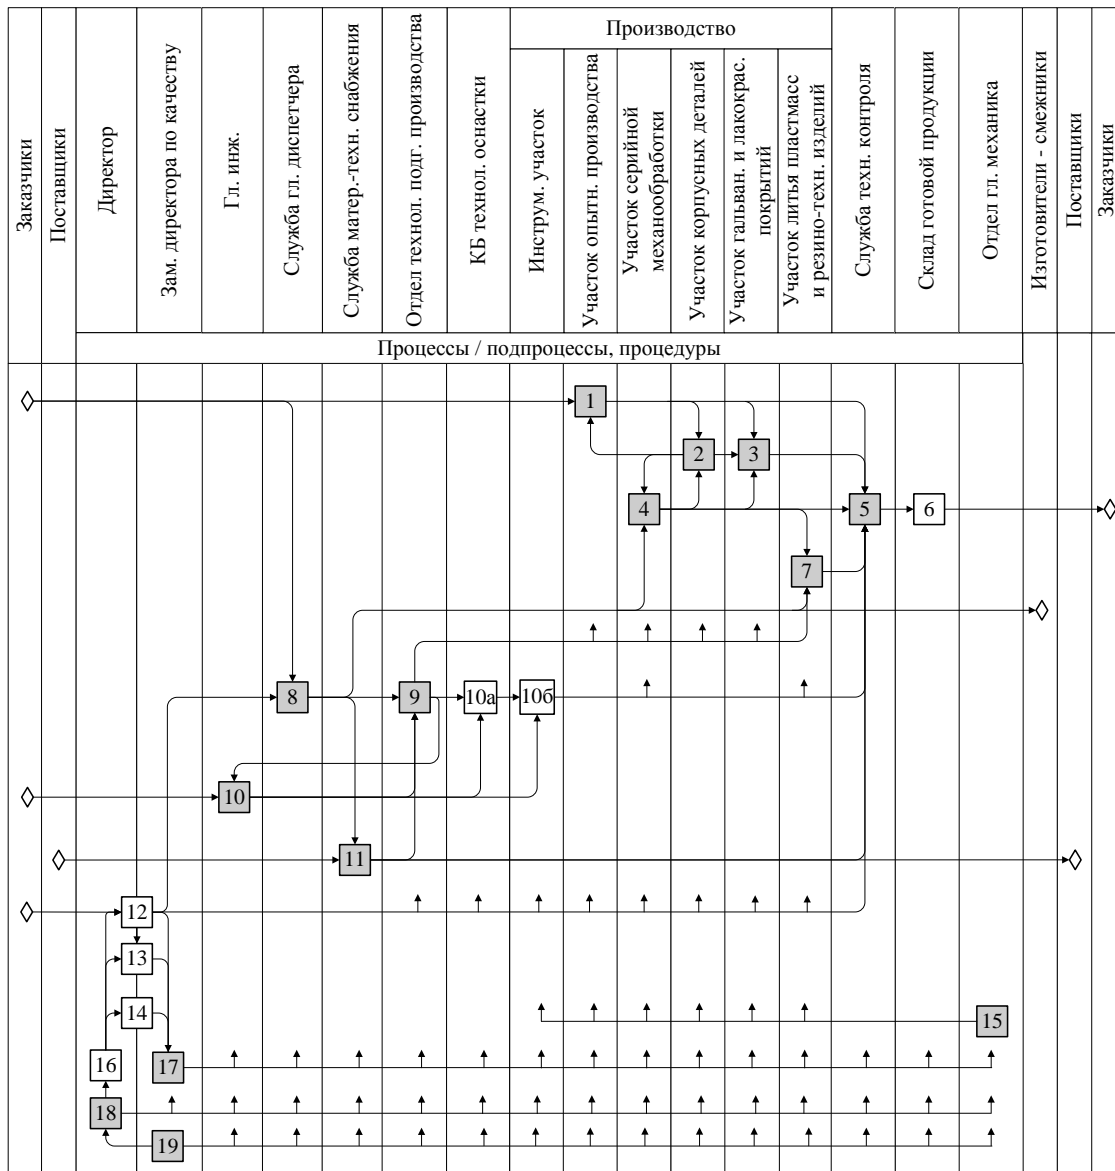 Заказчики
Поставщики
Директор
Зам. директора по качеству
Гл. инж.
Служба гл. диспетчера
Служба матер.-техн. снабжения
Отдел технол. подг. производства
КБ технол. оснастки
Производство
Инструм. участок
Участок опытн. производства
Участок серийной
механообработки
Участок корпусных деталей
Участок гальван. и лакокрас.
покрытий
Участок литья пластмасс
и резино-техн. изделий
Служба техн. контроля
Склад готовой продукции
Отдел гл. механика
Изготовители - смежники
Поставщики
Заказчики
Процессы / подпроцессы, процедуры
1
2
3
4
5
6
7
8
9
10а
10б
10
11
12
13
14
15
16
17
18
19